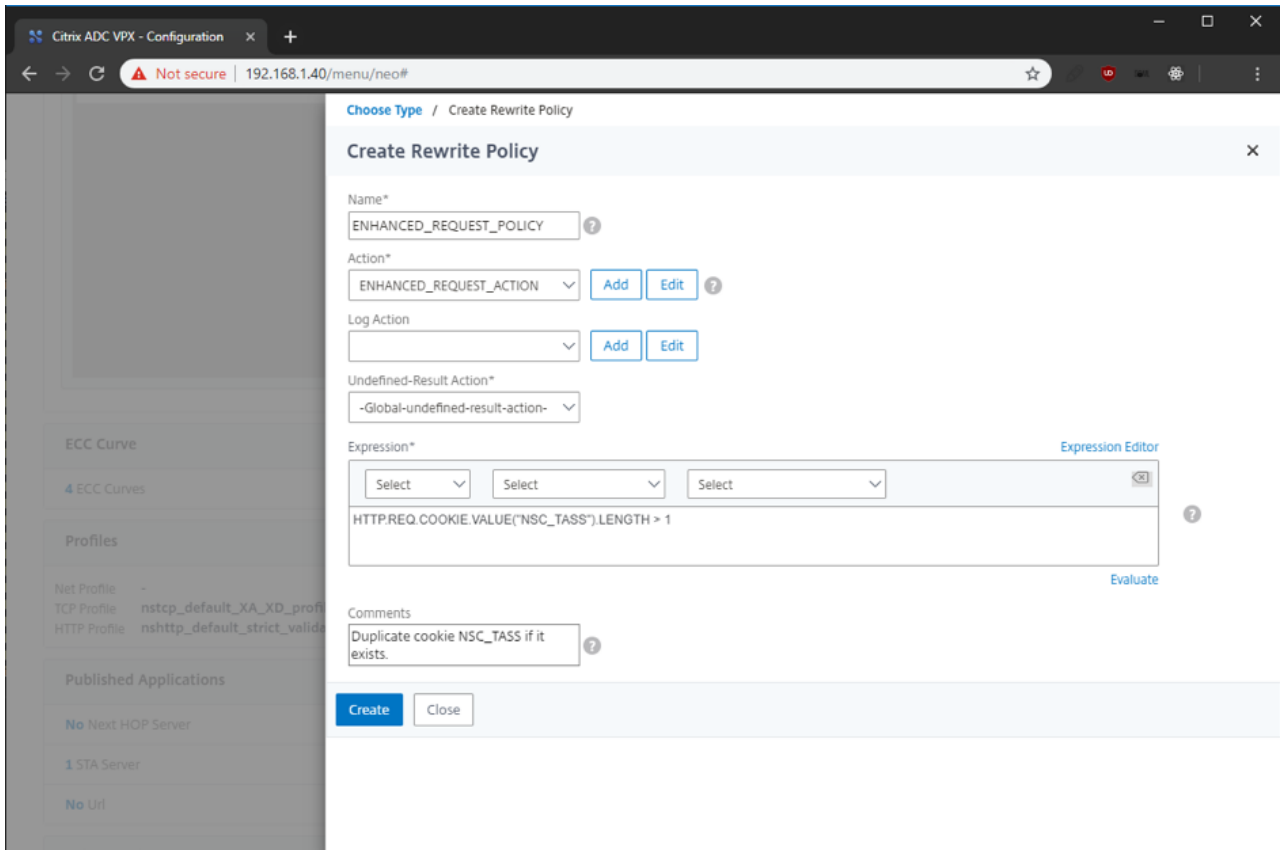 Citrix ADC VPX - Configuration
Not secure | 192.168.1.40/menu/neo#
Choose Type / Create Rewrite Policy
Create Rewrite Policy
Name*
ENHANCED_REQUEST_POLICY
Action*
ENHANCED_REQUEST_ACTION Add Edit
Log Action
Add Edit
Undefined-Result Action*
-Global-undefined-result-action-
Expression* Expression Editor
Select Select Select
HTTP.REQ.COOKIE.VALUE("NSC_TASS").LENGTH > 1
Evaluate
Comments
Duplicate cookie NSC_TASS if it
exists.
Create Close
ECC Curve
4 ECC Curves
Profiles
Net Profile -
TCP Profile nstcp_default_XA_XD_profi
HTTP Profile nshttp_default_strict_valida
Published Applications
No Next HOP Server
1 STA Server
No Url